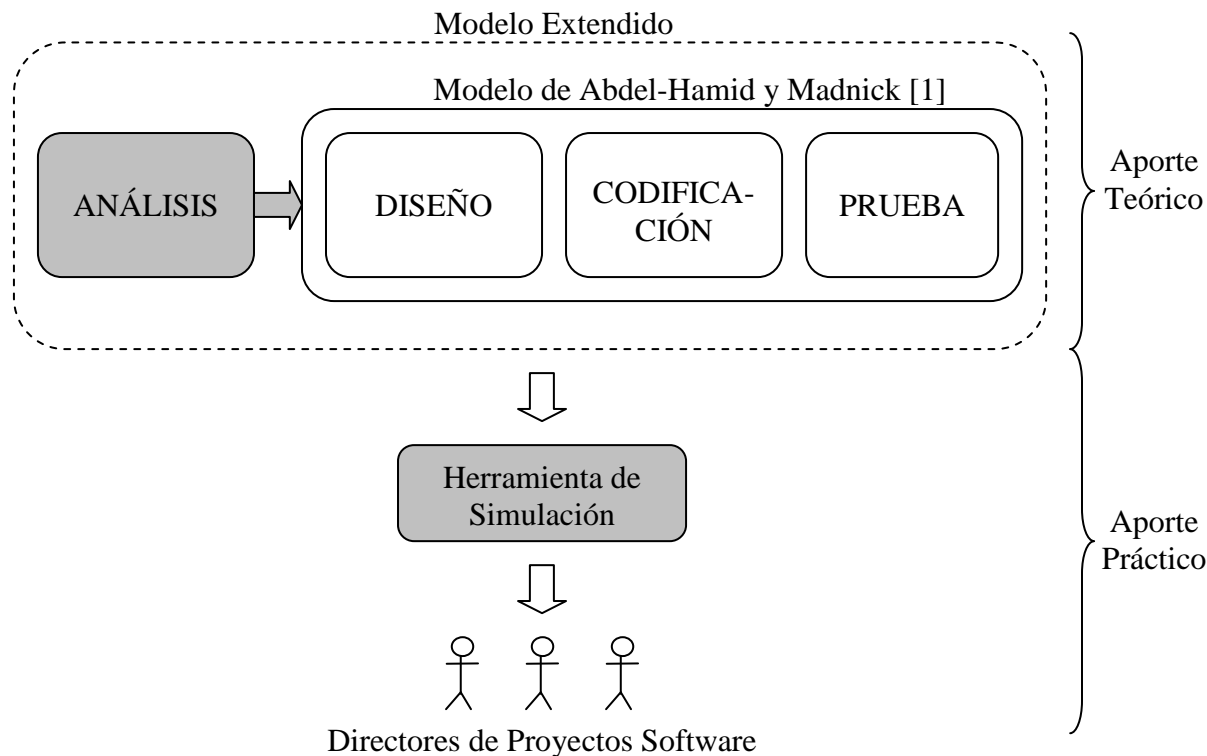 Modelo Extendido
Modelo de Abdel-Hamid y Madnick [1]
ANÁLISIS
DISEÑO
CODIFICA-
CIÓN
PRUEBA
Aporte
Teórico
Herramienta de
Simulación
Aporte
Práctico
Directores de Proyectos Software